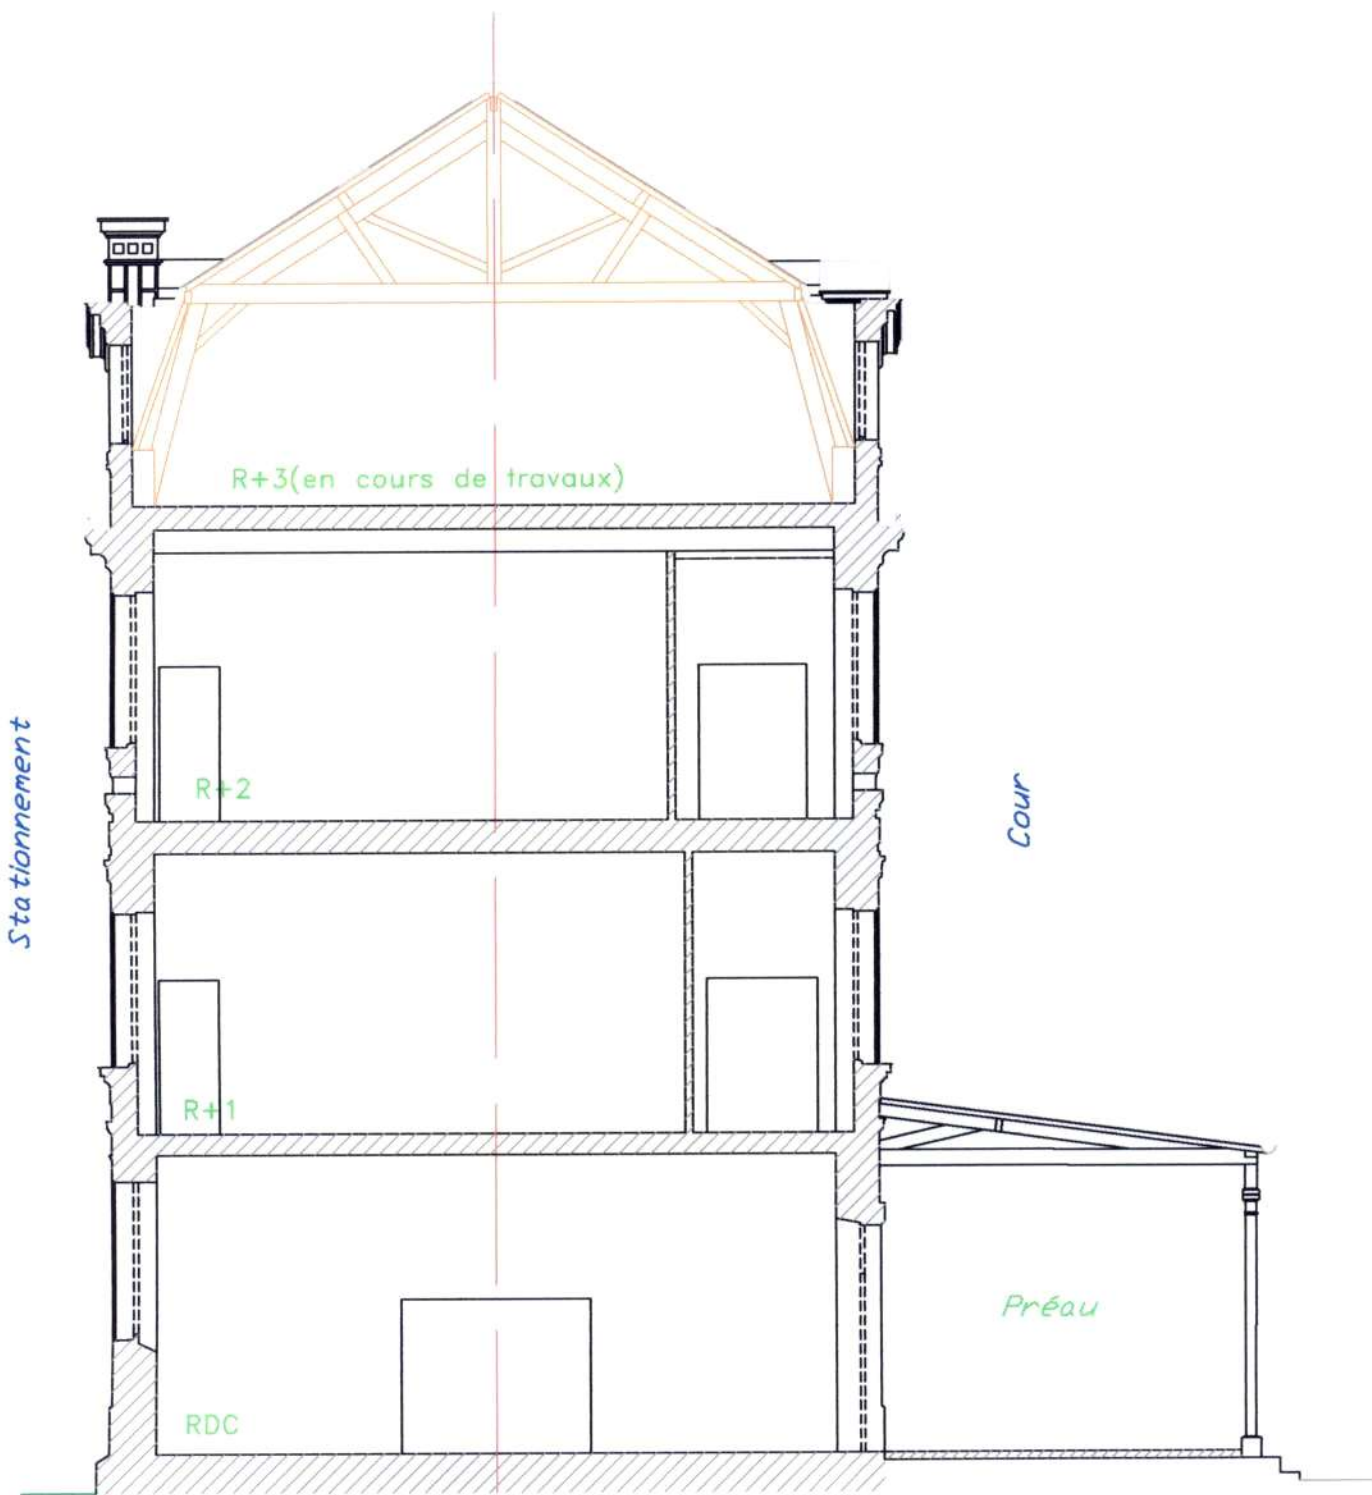 R+3(en cours de travaux)
Stationnement
R+2
Cour
R+1
Préau
RDC